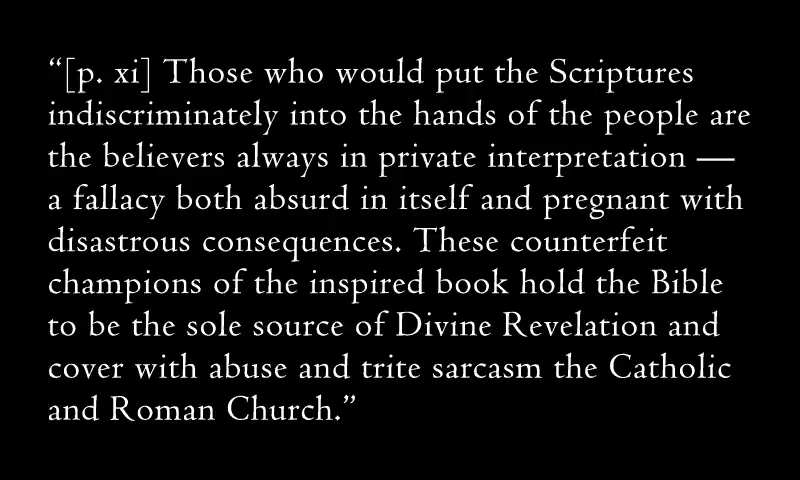 “[p. xi] Those who would put the Scriptures
indiscriminately into the hands of the people are
the believers always in private interpretation —
a fallacy both absurd in itself and pregnant with
disastrous consequences. These counterfeit
champions of the inspired book hold the Bible
to be the sole source of Divine Revelation and
cover with abuse and trite sarcasm the Catholic
and Roman Church.”